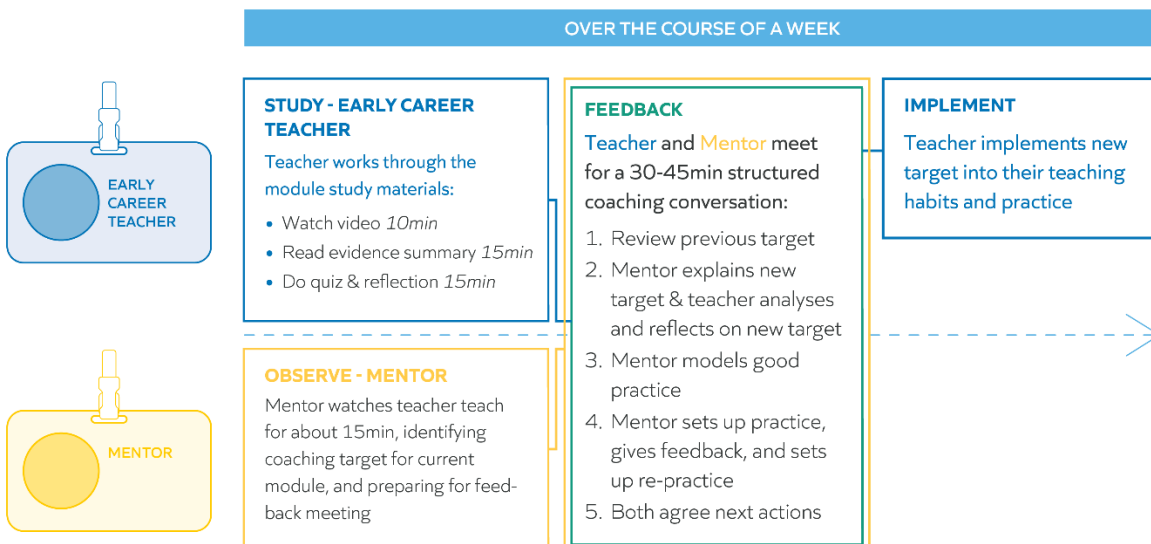 OVER THE COURSE OF A WEEK
EARLY
CAREER
TEACHER
STUDY - EARLY CAREER
TEACHER
Teacher works through the
module study materials:
• Watch video 10min
• Read evidence summary 15min
• Do quiz & reflection 15min
OBSERVE - MENTOR
Mentor watches teacher teach
for about 15min, identifying
coaching target for current
module, and preparing for feed-
back meeting
MENTOR
FEEDBACK
Teacher and Mentor meet
for a 30-45min structured
coaching conversation:
1. Review previous target
2. Mentor explains new
target & teacher analyses
and reflects on new target
3. Mentor models good
practice
4. Mentor sets up practice,
gives feedback, and sets
up re-practice
5. Both agree next actions
IMPLEMENT
Teacher implements new
target into their teaching
habits and practice